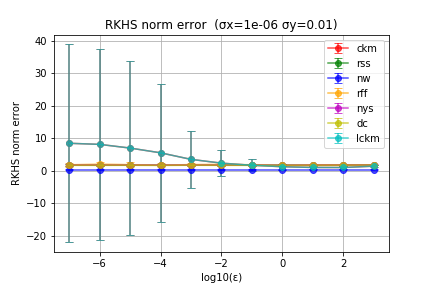 RKHS norm error (σx=1e-06 σy=0.01)
40
30
20
10
0
−10
−20
RKHS norm error
ckm
rss
nw
rff
nys
dc
lckm
−6
−4
−2
0
2
log10(ε)